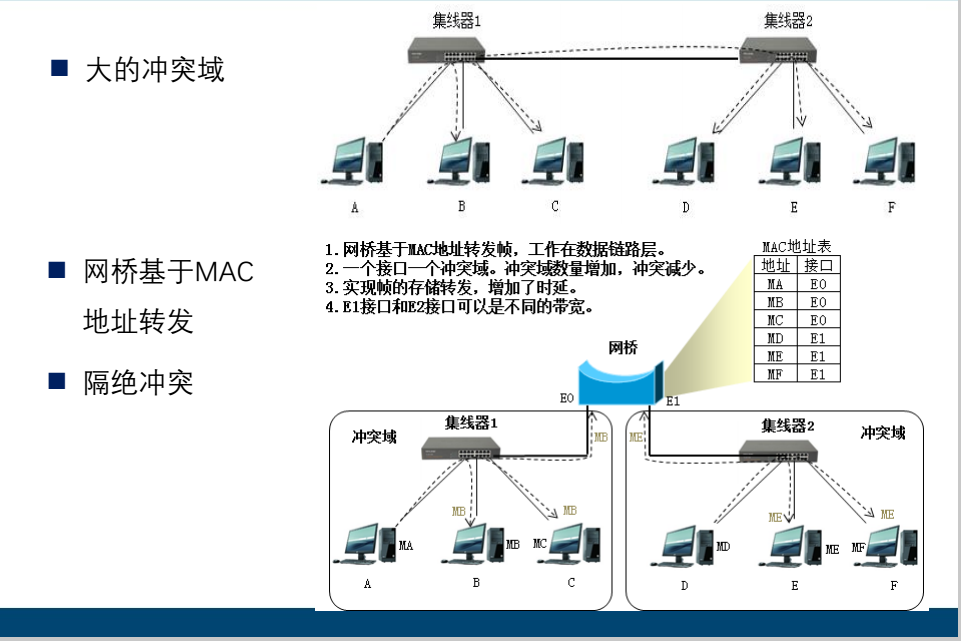 大的冲突域
集线器1
集线器2
A
B
C
D
E
F
网桥基于MAC
地址转发
隔绝冲突
1.网桥基于MAC地址转发帧，工作在数据链路层。
2.一个接口一个冲突域。冲突域数量增加，冲突减少。
3.实现帧的存储转发，增加了时延。
4.E1接口和E2接口可以是不同的带宽。
MAC地址表
地址 接口
MA E0
MB E0
MC E0
MD E1
ME E1
MF E1
网桥
E0
E1
冲突域
集线器1
MB
MB
MB
MA
MB
MC
A
B
C
ME
集线器2
冲突域
ME
ME
MD
ME
MF
D
E
F